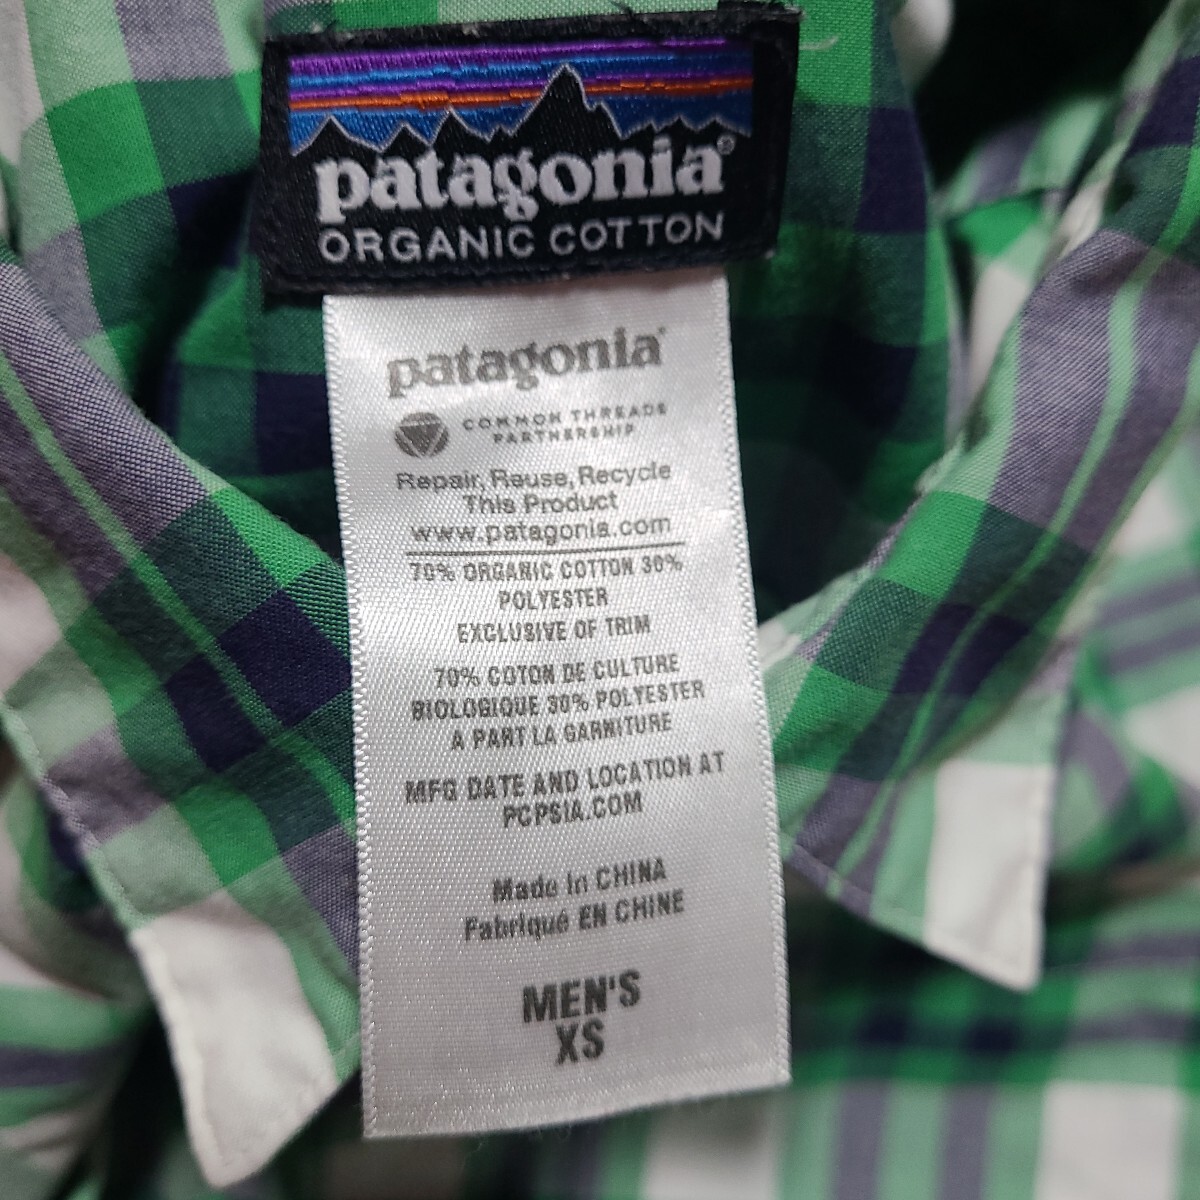 patagonia®
ORGANIC COTTON
patagonia®
COMMON THREADS
PARTNERSHIP
Repair, Reuse, Recycle
This Product
www.patagonia.com
70% ORGANIC COTTON 30%
POLYESTER
EXCLUSIVE OF TRIM
70% COTON DE CULTURE
BIOLOGIQUE 30% POLYESTER
A PART LA GARNITURE
MFG DATE AND LOCATION AT
PCPSIA.COM
Made in CHINA
Fabriqué EN CHINE
MEN'S
XS